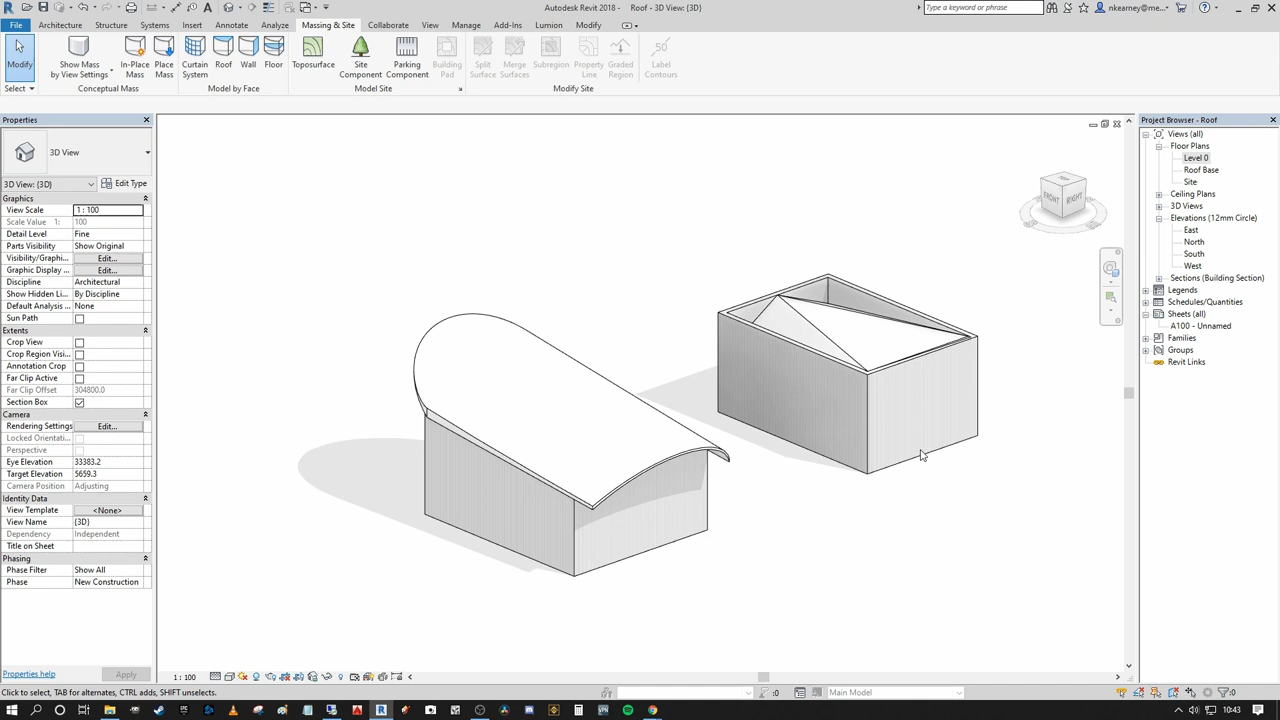 Autodesk Revit 2018 - Roof - 3D View: {3D}
Type a keyword or phrase
nkearney@me...
File Architecture Structure Systems Insert Annotate Analyze Massing & Site Collaborate View Manage Add-Ins Lumion Modify
Modify
Show Mass
by View Settings
In-Place
Mass
Place
Mass
Curtain
System
Roof
Wall
Floor
Toposurface
Site
Component
Parking
Component
Building
Pad
Split
Surface
Merge
Surfaces
Subregion
Property
Line
Graded
Region
Label
Contours
50
Select
Conceptual Mass
Model by Face
Model Site
Modify Site
Properties
3D View
3D View: {3D}
Edit Type
Graphics
View Scale 1 : 100
Scale Value 1: 100
Detail Level Fine
Parts Visibility Show Original
Visibility/Graphi... Edit...
Graphic Display ... Edit...
Discipline Architectural
Show Hidden Li... By Discipline
Default Analysis ... None
Sun Path
Extents
Crop View
Crop Region Visi...
Annotation Crop
Far Clip Active
Far Clip Offset 304800.0
Section Box
Camera
Rendering Settings Edit...
Locked Orientati...
Perspective
Eye Elevation 33383.2
Target Elevation 5659.3
Camera Position Adjusting
Identity Data
View Template <None>
View Name {3D}
Dependency Independent
Title on Sheet
Phasing
Phase Filter Show All
Phase New Construction
Properties help
Apply
TOP
FRONT
RIGHT
Project Browser - Roof
Views (all)
Floor Plans
Level 0
Roof Base
Site
Ceiling Plans
3D Views
Elevations (12mm Circle)
East
North
South
West
Sections (Building Section)
Legends
Schedules/Quantities
Sheets (all)
A100 - Unnamed
Families
Groups
Revit Links
1 : 100
Click to select, TAB for alternates, CTRL adds, SHIFT unselects.
:0
Main Model
:0
10:43